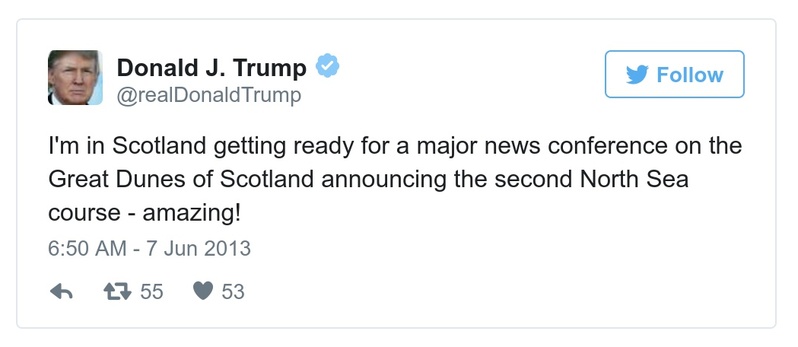 Donald J. Trump
@realDonaldTrump
Follow
I'm in Scotland getting ready for a major news conference on the
Great Dunes of Scotland announcing the second North Sea
course - amazing!
6:50 AM - 7 Jun 2013
55 53